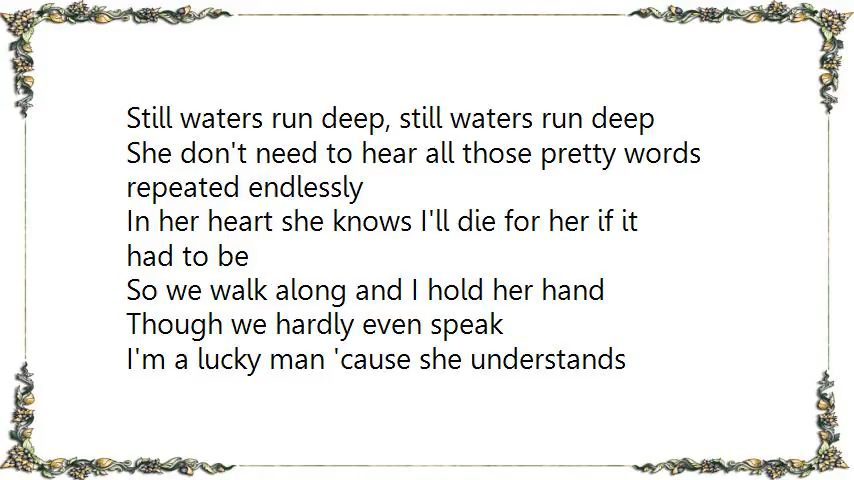 Still waters run deep, still waters run deep
She don't need to hear all those pretty words
repeated endlessly
In her heart she knows I'll die for her if it
had to be
So we walk along and I hold her hand
Though we hardly even speak
I'm a lucky man 'cause she understands